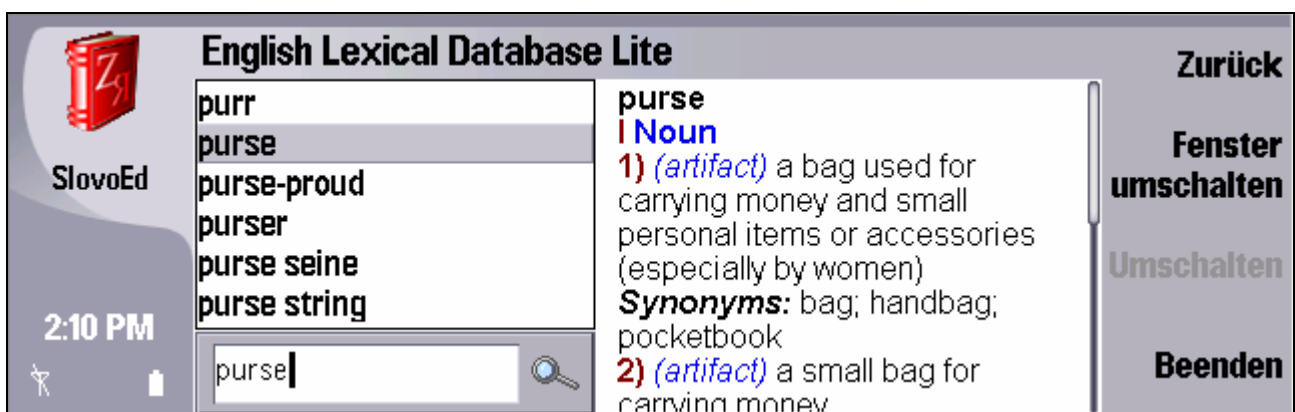 English Lexical Database Lite
SlovoEd
2:10 PM
purr
purse
purse-proud
purser
purse seine
purse string
purse
purse
I Noun
1) (artifact) a bag used for
carrying money and small
personal items or accessories
(especially by women)
Synonyms: bag; handbag;
pocketbook
2) (artifact) a small bag for
carrying money
Zurück
Fenster
umschalten
Umschalten
Beenden